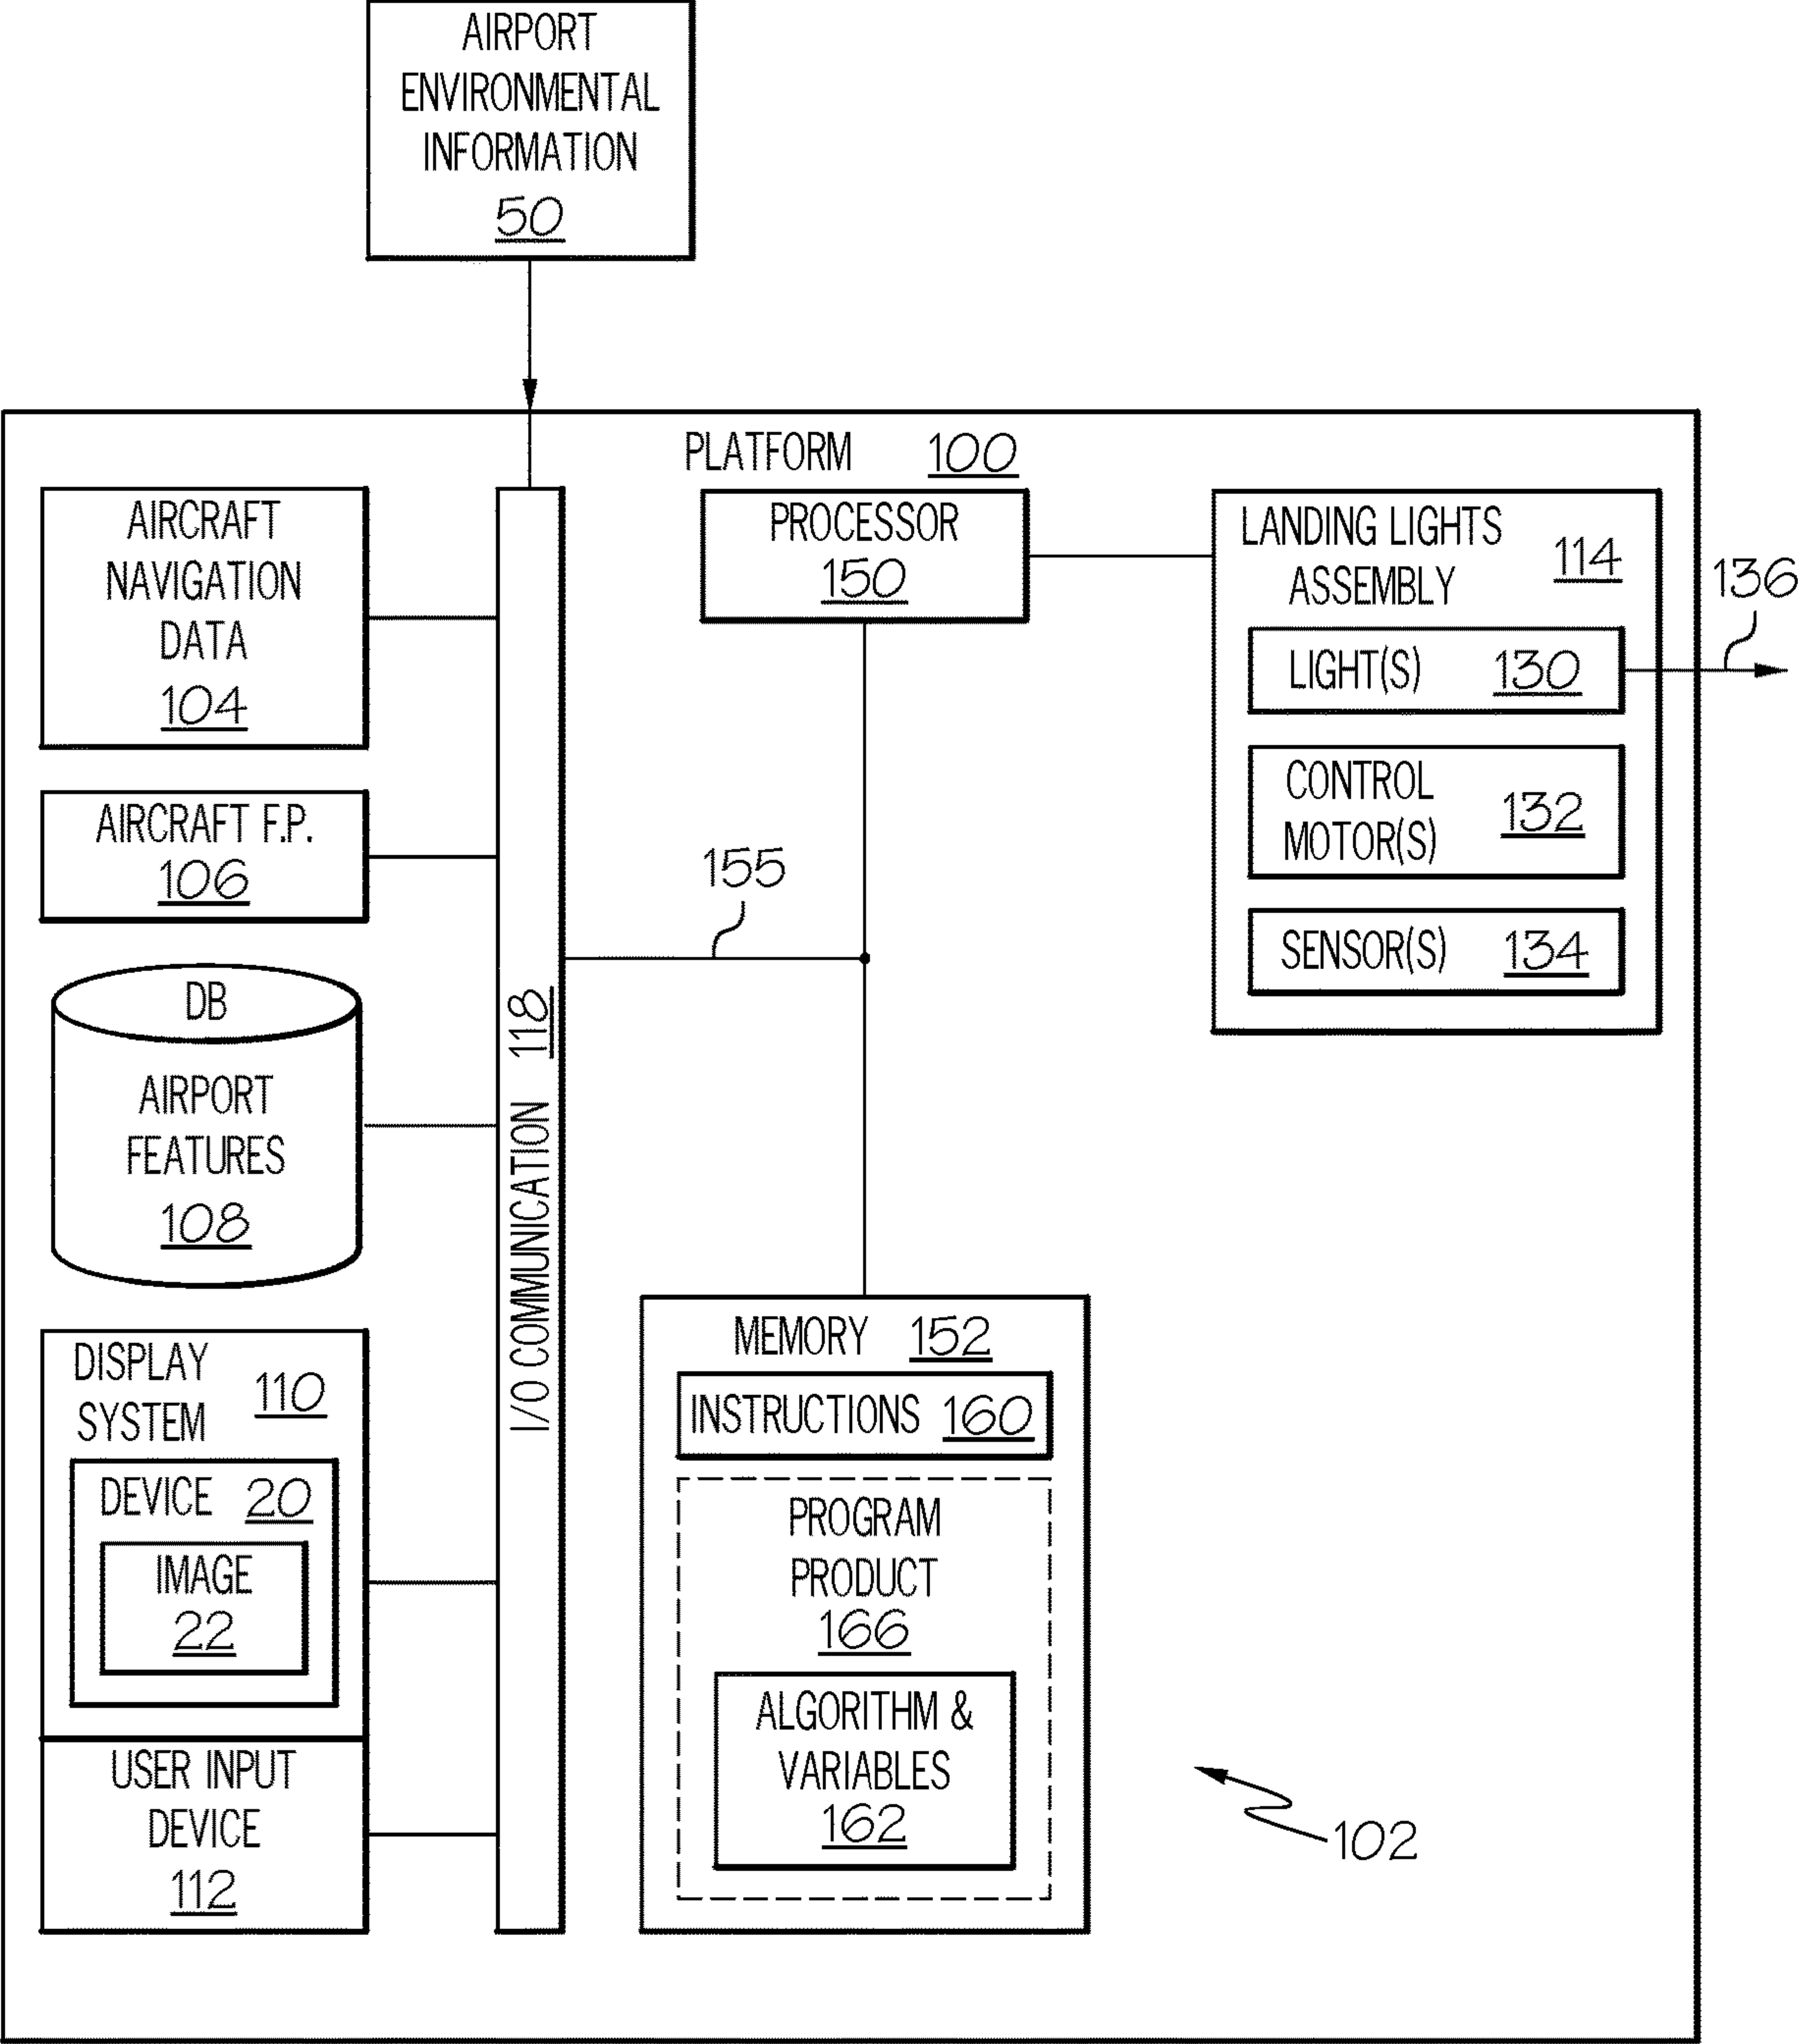 AIRPORT
ENVIRONMENTAL
INFORMATION
50
PLATFORM 100
AIRCRAFT
NAVIGATION
DATA
104
AIRCRAFT F.P.
106
DB
AIRPORT
FEATURES
108
DISPLAY
SYSTEM 110
DEVICE 20
IMAGE
22
USER INPUT
DEVICE
112
I/O COMMUNICATION 118
155
PROCESSOR
150
MEMORY 152
INSTRUCTIONS 160
PROGRAM
PRODUCT
166
ALGORITHM &
VARIABLES
162
LANDING LIGHTS
ASSEMBLY 114
LIGHT(S) 130
136
CONTROL
MOTOR(S) 132
SENSOR(S) 134
102